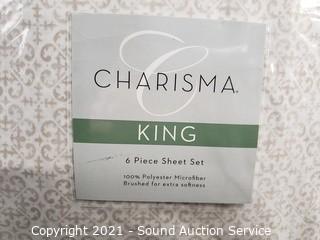 CHARISMA®
KING
6 Piece Sheet Set
100% Polyester Microfiber
Brushed for extra softness
Copyright 2021 - Sound Auction Service